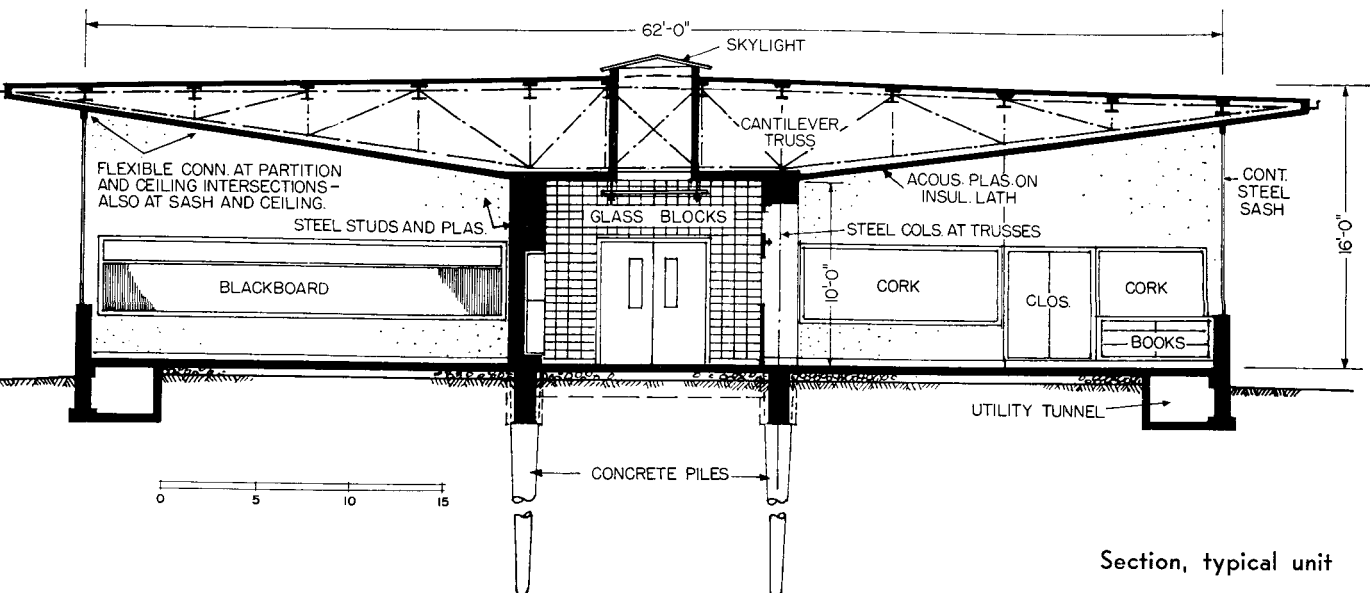 62'-0"
SKYLIGHT
CANTILEVER
TRUSS
FLEXIBLE CONN. AT PARTITION
AND CEILING INTERSECTIONS-
ALSO AT SASH AND CEILING.
ACOUS. PLAS. ON
INSUL. LATH
CONT.
STEEL
SASH
STEEL STUDS AND PLAS.
GLASS BLOCKS
STEEL COLS. AT TRUSSES
16'-0"
10'-0"
BLACKBOARD
CORK
CLOS.
CORK
BOOKS
UTILITY TUNNEL
CONCRETE PILES
0 5 10 15
Section, typical unit